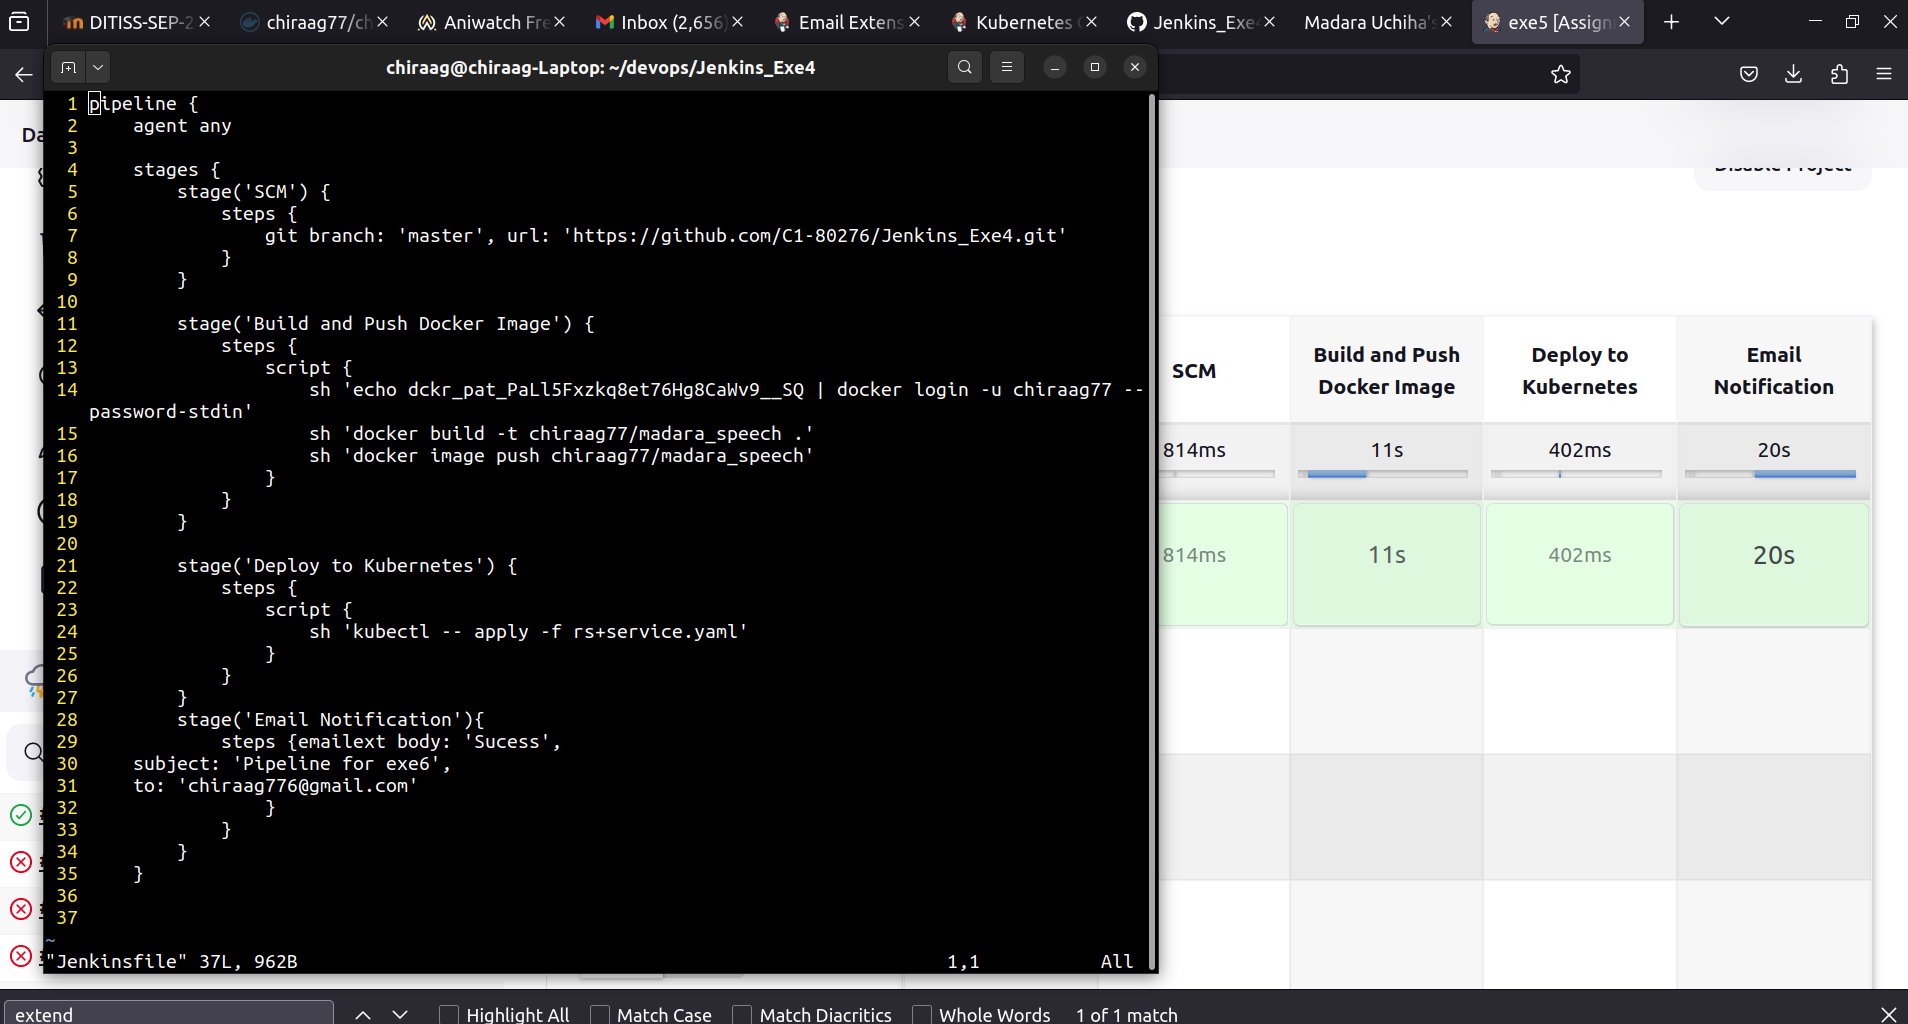 DITISS-SEP-2
chiraag77/ch
Aniwatch Fre
Inbox (2,656)
Email Extens
Kubernetes
Jenkins_Exe
Madara Uchiha's
exe5 [Assign
chiraag@chiraag-Laptop: ~/devops/Jenkins_Exe4
Da
Disable Project
1 pipeline {
2     agent any
3
4     stages {
5         stage('SCM') {
6             steps {
7                 git branch: 'master', url: 'https://github.com/C1-80276/Jenkins_Exe4.git'
8             }
9         }
10
11         stage('Build and Push Docker Image') {
12             steps {
13                 script {
14                     sh 'echo dckr_pat_PaLl5Fxzkq8et76Hg8CaWv9__SQ | docker login -u chiraag77 --
password-stdin'
15                     sh 'docker build -t chiraag77/madara_speech .'
16                     sh 'docker image push chiraag77/madara_speech'
17                 }
18             }
19         }
20
21         stage('Deploy to Kubernetes') {
22             steps {
23                 script {
24                     sh 'kubectl -- apply -f rs+service.yaml'
25                 }
26             }
27         }
28         stage('Email Notification'){
29             steps {emailext body: 'Sucess',
30     subject: 'Pipeline for exe6',
31     to: 'chiraag776@gmail.com'
32                 }
33             }
34         }
35     }
36
37
~
"Jenkinsfile" 37L, 962B 1,1 All
SCM
Build and Push
Docker Image
Deploy to
Kubernetes
Email
Notification
814ms
11s
402ms
20s
814ms
11s
402ms
20s
extend
Highlight All
Match Case
Match Diacritics
Whole Words
1 of 1 match